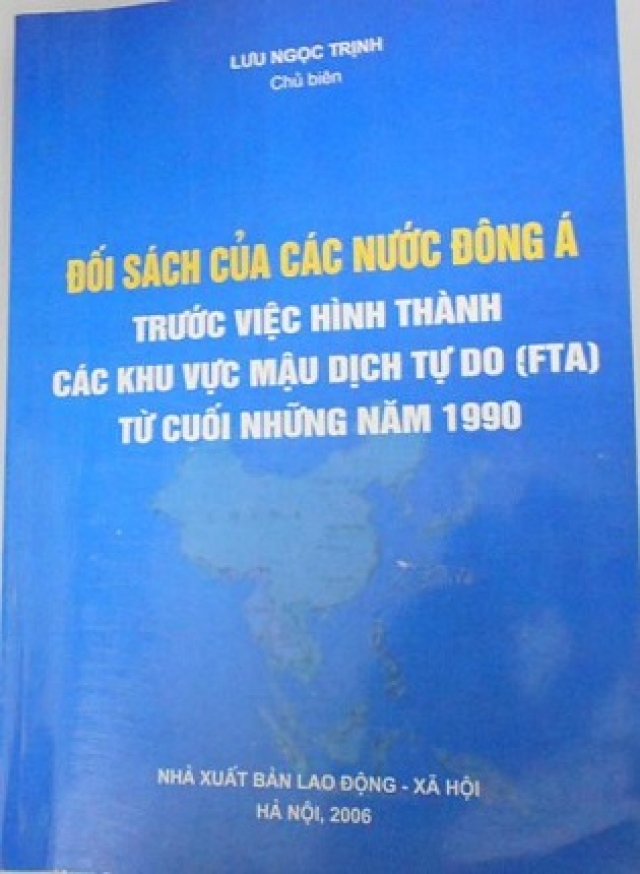 LƯU NGỌC TRỊNH
Chủ biên
ĐỐI SÁCH CỦA CÁC NƯỚC ĐÔNG Á
TRƯỚC VIỆC HÌNH THÀNH
CÁC KHU VỰC MẬU DỊCH TỰ DO (FTA)
TỪ CUỐI NHỮNG NĂM 1990
NHÀ XUẤT BẢN LAO ĐỘNG - XÃ HỘI
HÀ NỘI, 2006